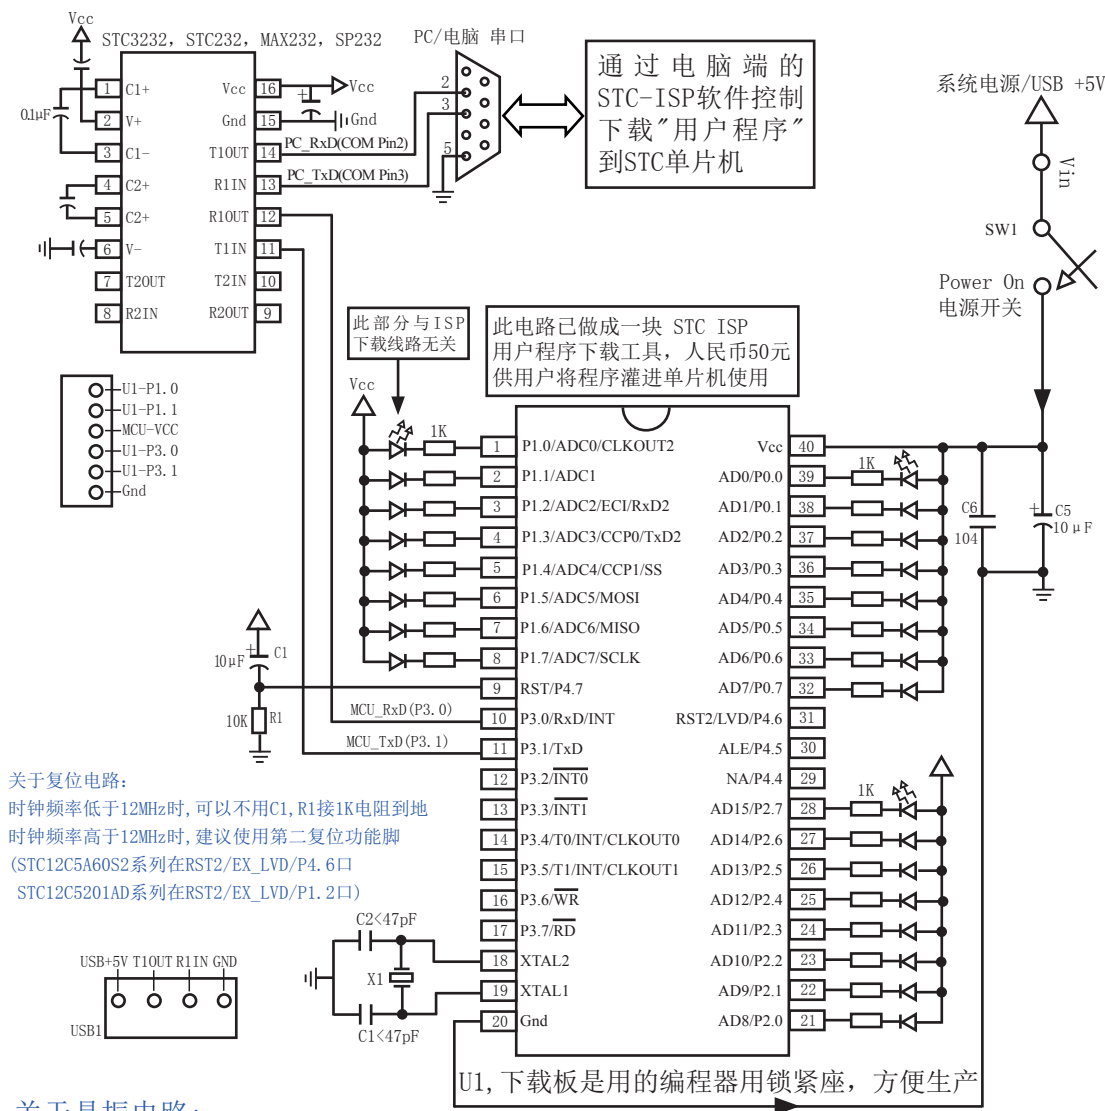 Vcc
STC3232, STC232, MAX232, SP232
PC/电脑 串口
通过电脑端的
STC-ISP软件控制
下载"用户程序"
到STC单片机
系统电源/USB +5V
Vin
SW1
Power On
电源开关
0.1μF
1 C1+
2 V+
3 C1-
4 C2+
5 C2+
6 V-
7 T2OUT
8 R2IN
Vcc 16
Gnd 15
T1OUT 14
R1IN 13
R1OUT 12
T1IN 11
T2IN 10
R2OUT 9
+
Vcc
Gnd
PC_RxD(COM Pin2)
PC_TxD(COM Pin3)
2
3
5
此部分与ISP
下载线路无关
此电路已做成一块 STC ISP
用户程序下载工具, 人民币50元
供用户将程序灌进单片机使用
U1-P1.0
U1-P1.1
MCU-VCC
U1-P3.0
U1-P3.1
Gnd
Vcc
1K
1 P1.0/ADC0/CLKOUT2
2 P1.1/ADC1
3 P1.2/ADC2/ECI/RxD2
4 P1.3/ADC3/CCP0/TxD2
5 P1.4/ADC4/CCP1/SS
6 P1.5/ADC5/MOSI
7 P1.6/ADC6/MISO
8 P1.7/ADC7/SCLK
9 RST/P4.7
10 P3.0/RxD/INT
11 P3.1/TxD
12 P3.2/INT0
13 P3.3/INT1
14 P3.4/T0/INT/CLKOUT0
15 P3.5/T1/INT/CLKOUT1
16 P3.6/WR
17 P3.7/RD
18 XTAL2
19 XTAL1
20 Gnd
Vcc 40
AD0/P0.0 39
AD1/P0.1 38
AD2/P0.2 37
AD3/P0.3 36
AD4/P0.4 35
AD5/P0.5 34
AD6/P0.6 33
AD7/P0.7 32
RST2/LVD/P4.6 31
ALE/P4.5 30
NA/P4.4 29
AD15/P2.7 28
AD14/P2.6 27
AD13/P2.5 26
AD12/P2.4 25
AD11/P2.3 24
AD10/P2.2 23
AD9/P2.1 22
AD8/P2.0 21
1K
1K
C6
104
+ C5
10μF
+
10μF C1
10K R1
MCU_RxD(P3.0)
MCU_TxD(P3.1)
关于复位电路:
时钟频率低于12MHz时,可以不用C1,R1接1K电阻到地
时钟频率高于12MHz时,建议使用第二复位功能脚
(STC12C5A60S2系列在RST2/EX_LVD/P4.6口
STC12C5201AD系列在RST2/EX_LVD/P1.2口)
C2<47pF
X1
C1<47pF
USB+5V T1OUT R1IN GND
USB1
U1,下载板是用的编程器用锁紧座, 方便生产
关于晶振电路: